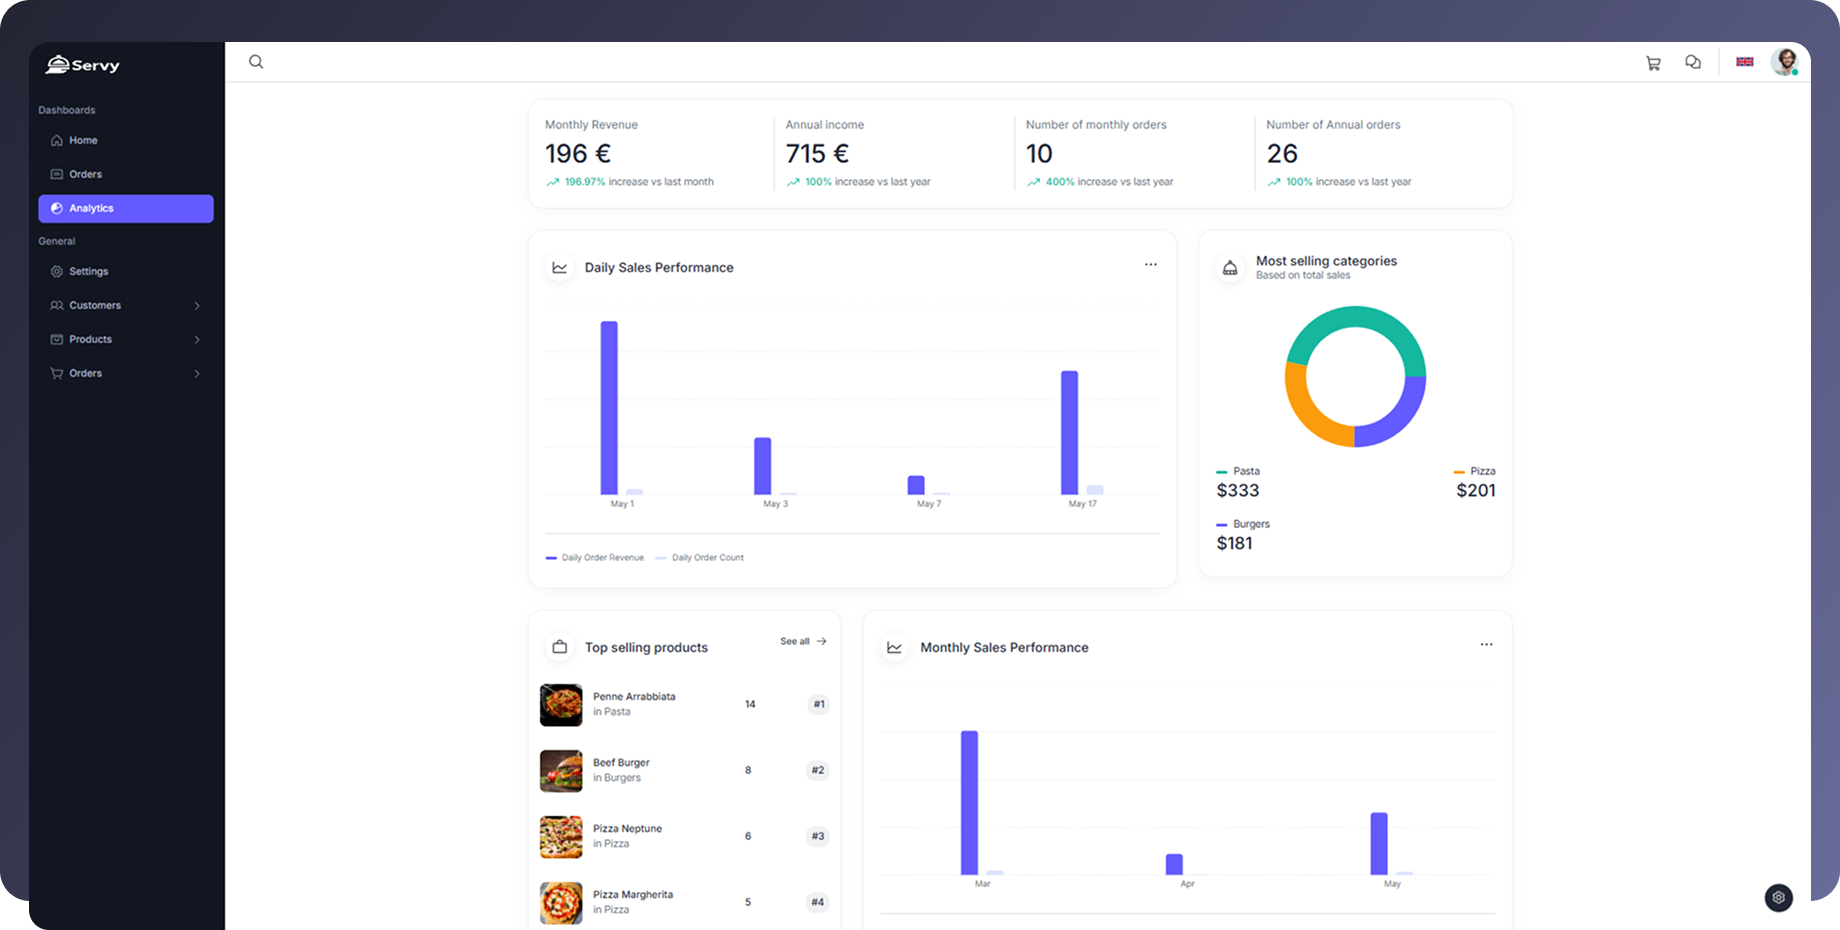 Servy
Dashboards
Home
Orders
Analytics
General
Settings
Customers
Products
Orders
Monthly Revenue
196 €
196.97% increase vs last month
Annual income
715 €
100% increase vs last year
Number of monthly orders
10
400% increase vs last year
Number of Annual orders
26
100% increase vs last year
Daily Sales Performance
May 1
May 3
May 7
May 17
Daily Order Revenue
Daily Order Count
Most selling categories
Based on total sales
Pasta
$333
Pizza
$201
Burgers
$181
Top selling products
See all
Penne Arrabbiata
in Pasta
14
#1
Beef Burger
in Burgers
8
#2
Pizza Neptune
in Pizza
6
#3
Pizza Margherita
in Pizza
5
#4
Monthly Sales Performance
Mar
Apr
May